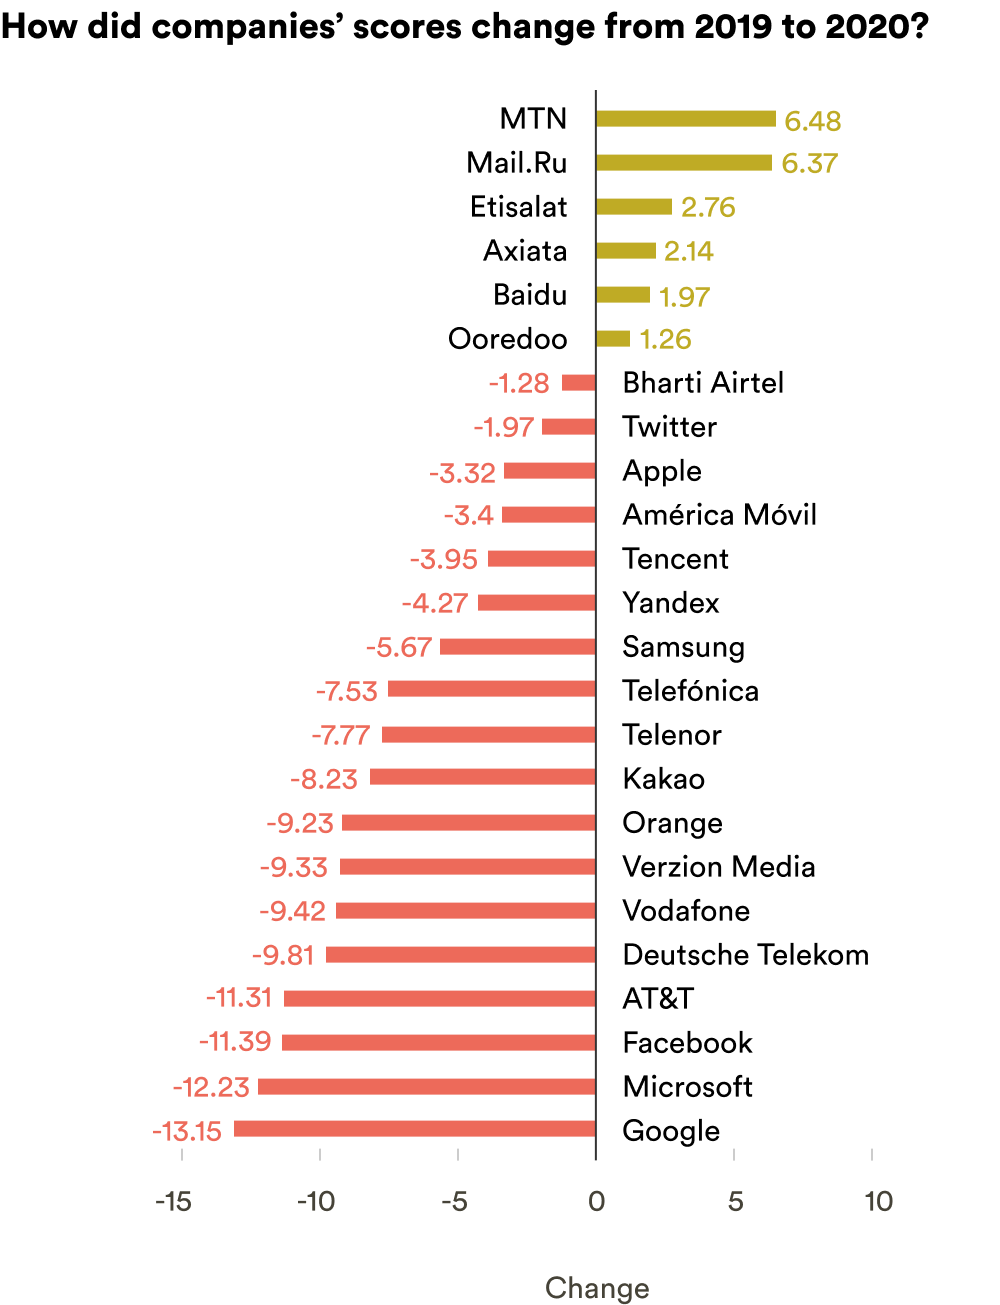 How did companies’ scores change from 2019 to 2020?
MTN 6.48
Mail.Ru 6.37
Etisalat 2.76
Axiata 2.14
Baidu 1.97
Ooredoo 1.26
-1.28 Bharti Airtel
-1.97 Twitter
-3.32 Apple
-3.4 América Móvil
-3.95 Tencent
-4.27 Yandex
-5.67 Samsung
-7.53 Telefónica
-7.77 Telenor
-8.23 Kakao
-9.23 Orange
-9.33 Verzion Media
-9.42 Vodafone
-9.81 Deutsche Telekom
-11.31 AT&T
-11.39 Facebook
-12.23 Microsoft
-13.15 Google
-15 -10 -5 0 5 10
Change